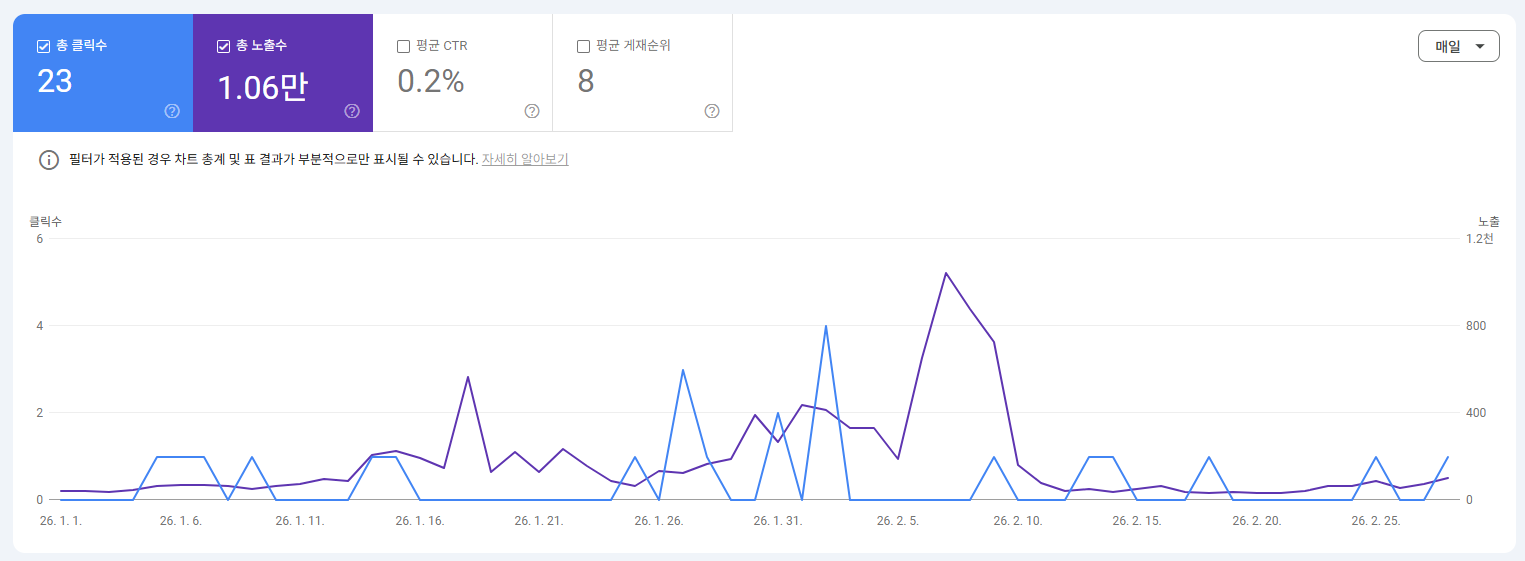 총 클릭수
23
총 노출수
1.06만
평균 CTR
0.2%
평균 게재순위
8
매일
필터가 적용된 경우 차트 총계 및 표 결과가 부분적으로만 표시될 수 있습니다. 자세히 알아보기
클릭수
노출
6
1.2천
4
800
2
400
0
0
26. 1. 1.
26. 1. 6.
26. 1. 11.
26. 1. 16.
26. 1. 21.
26. 1. 26.
26. 1. 31.
26. 2. 5.
26. 2. 10.
26. 2. 15.
26. 2. 20.
26. 2. 25.